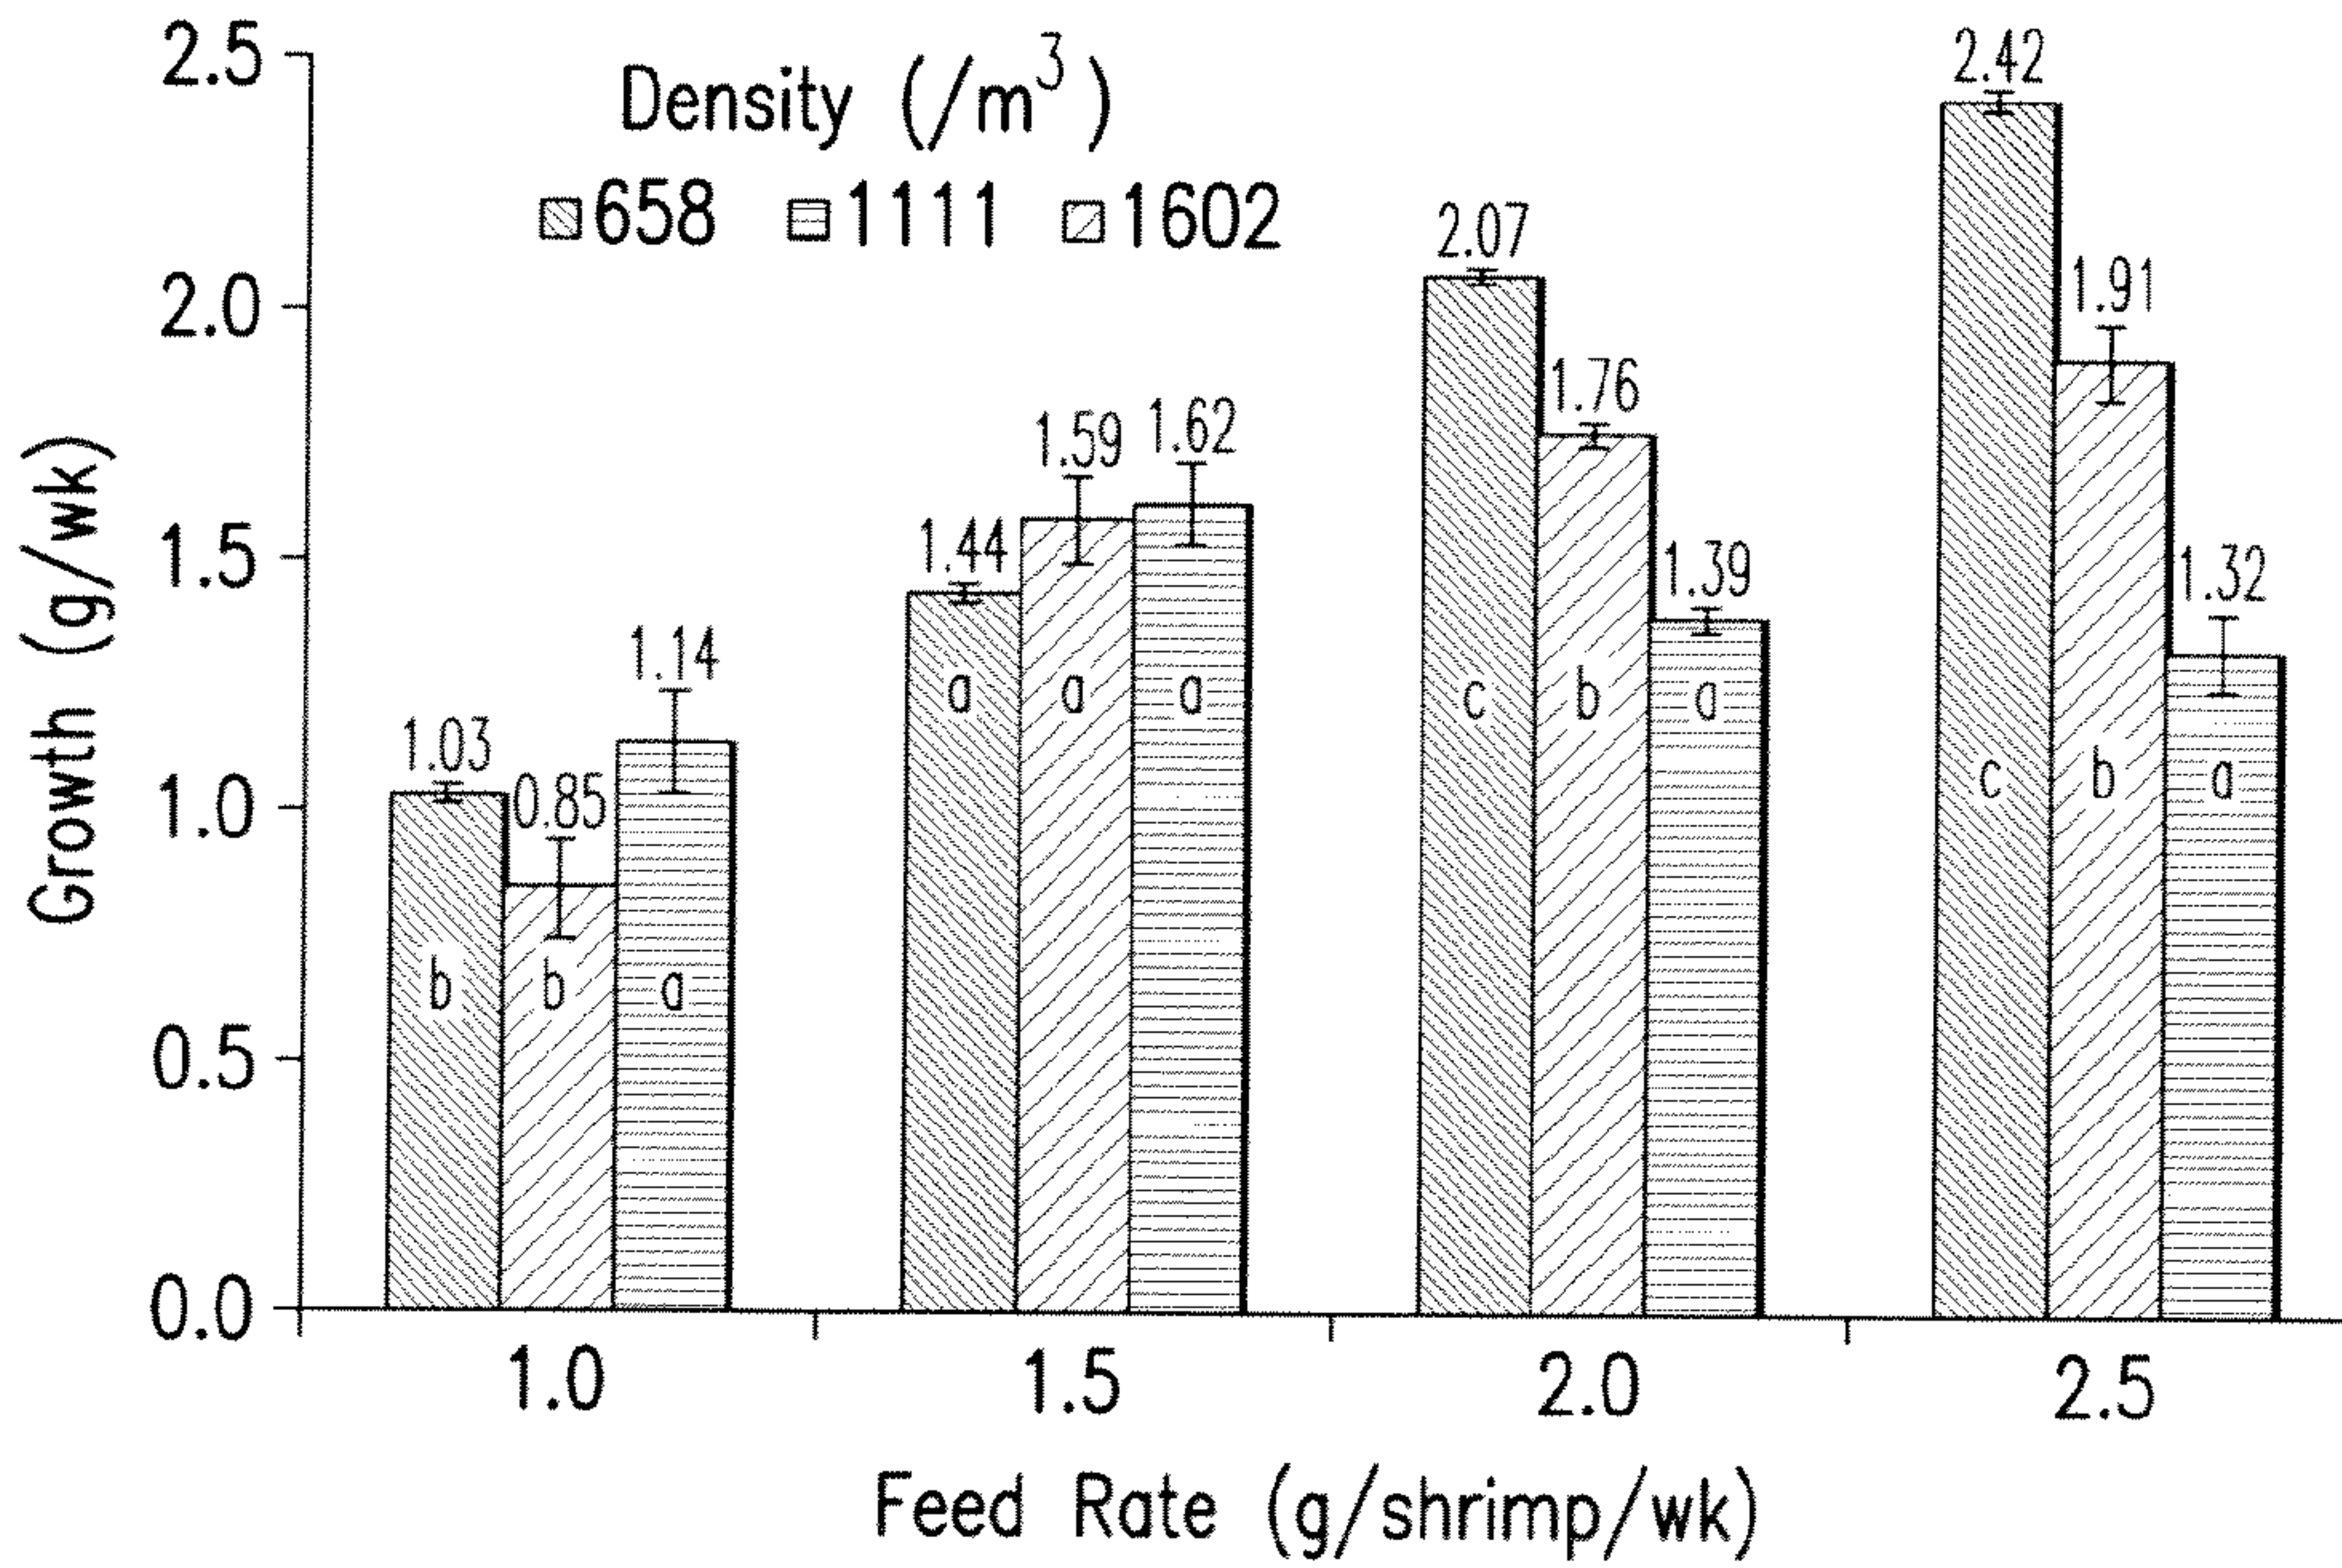 Density (/m³)
658 1111 1602
2.5
2.0
1.5
1.0
0.5
0.0
Growth (g/wk)
1.03 0.85 1.14
b b a
1.44 1.59 1.62
a a a
2.07 1.76 1.39
c b a
2.42 1.91 1.32
c b a
1.0 1.5 2.0 2.5
Feed Rate (g/shrimp/wk)